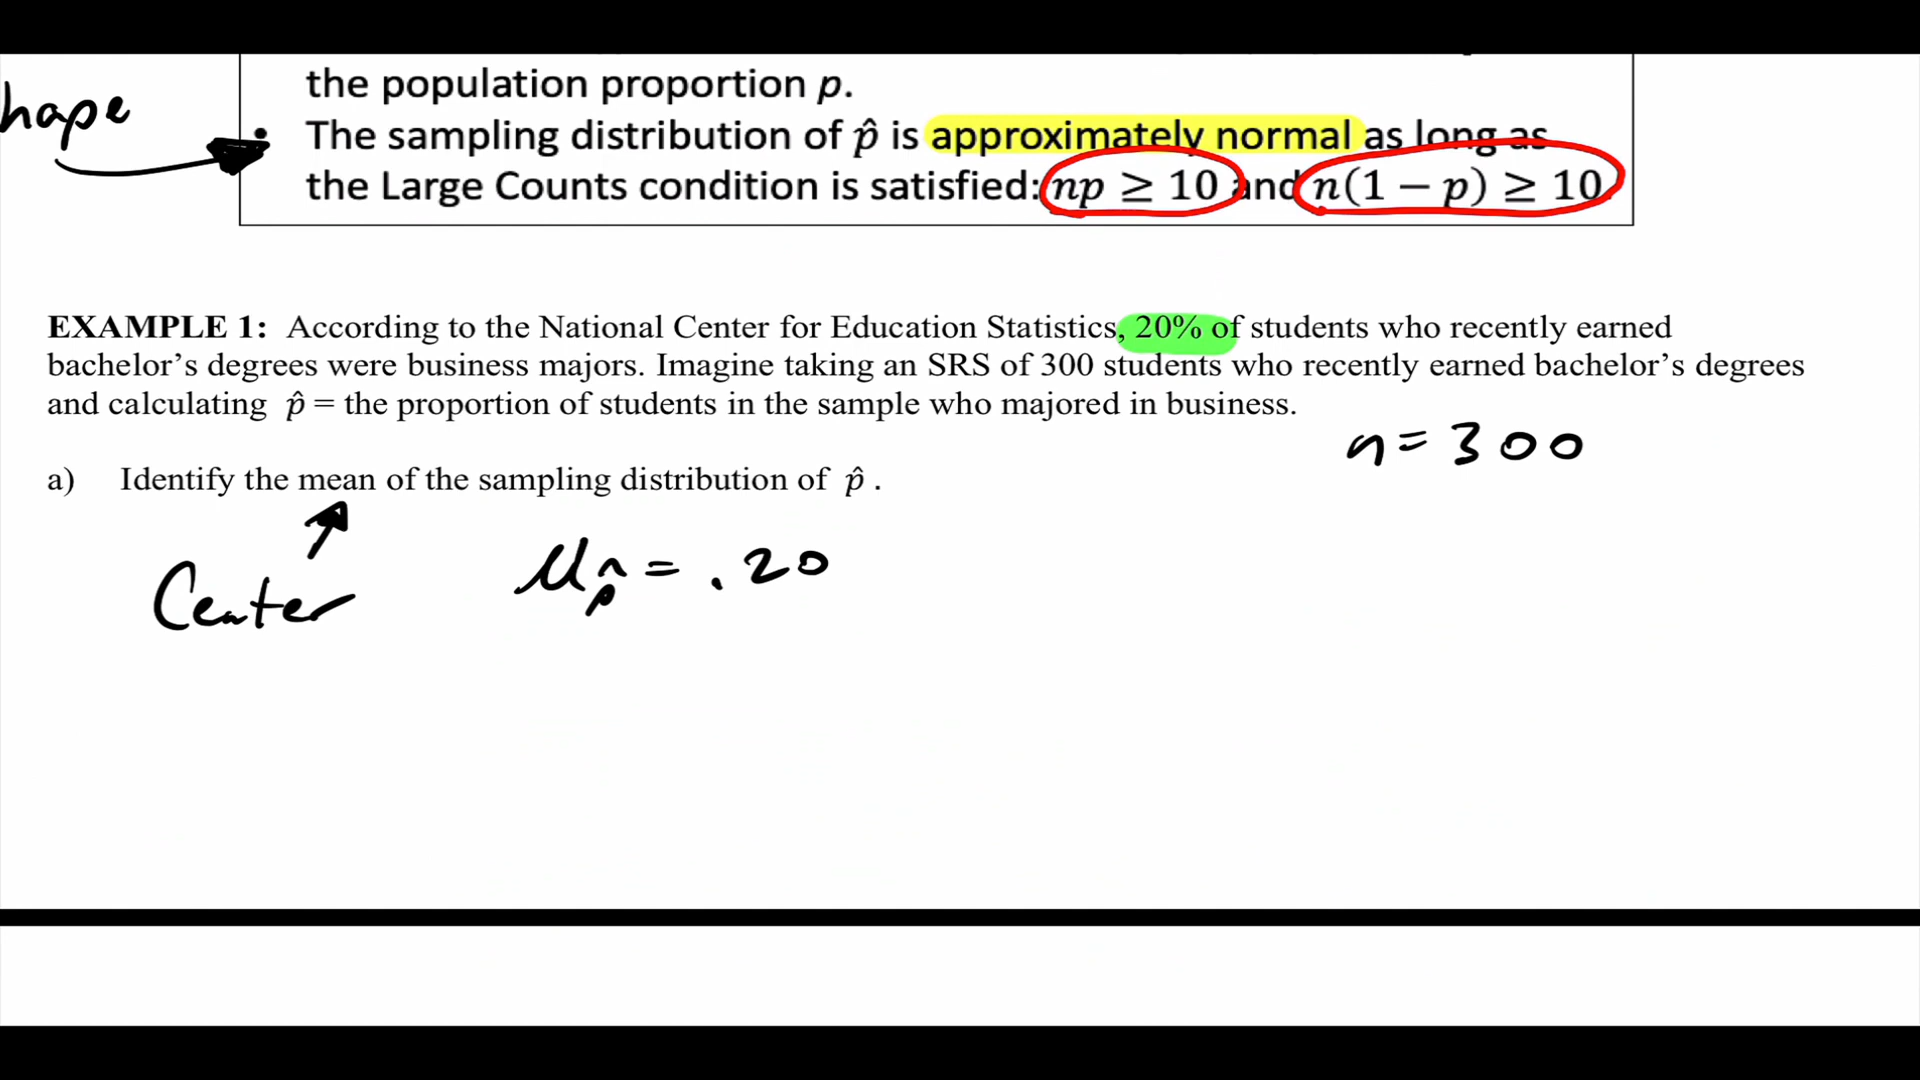 the population proportion p.
hape
• The sampling distribution of p̂ is approximately normal as long as
the Large Counts condition is satisfied: np ≥ 10 and n(1 − p) ≥ 10
EXAMPLE 1: According to the National Center for Education Statistics, 20% of students who recently earned
bachelor’s degrees were business majors. Imagine taking an SRS of 300 students who recently earned bachelor’s degrees
and calculating p̂ = the proportion of students in the sample who majored in business.
n = 300
a) Identify the mean of the sampling distribution of p̂ .
Center
μp̂ = .20